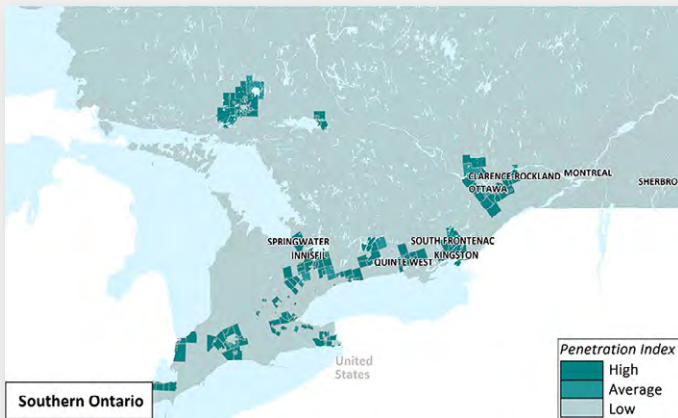 CLARENCE-ROCKLAND
MONTREAL
OTTAWA
SHERBRO
SPRINGWATER
SOUTH FRONTENAC
INNISFIL
KINGSTON
QUINTE WEST
United
States
Penetration Index
High
Average
Low
Southern Ontario